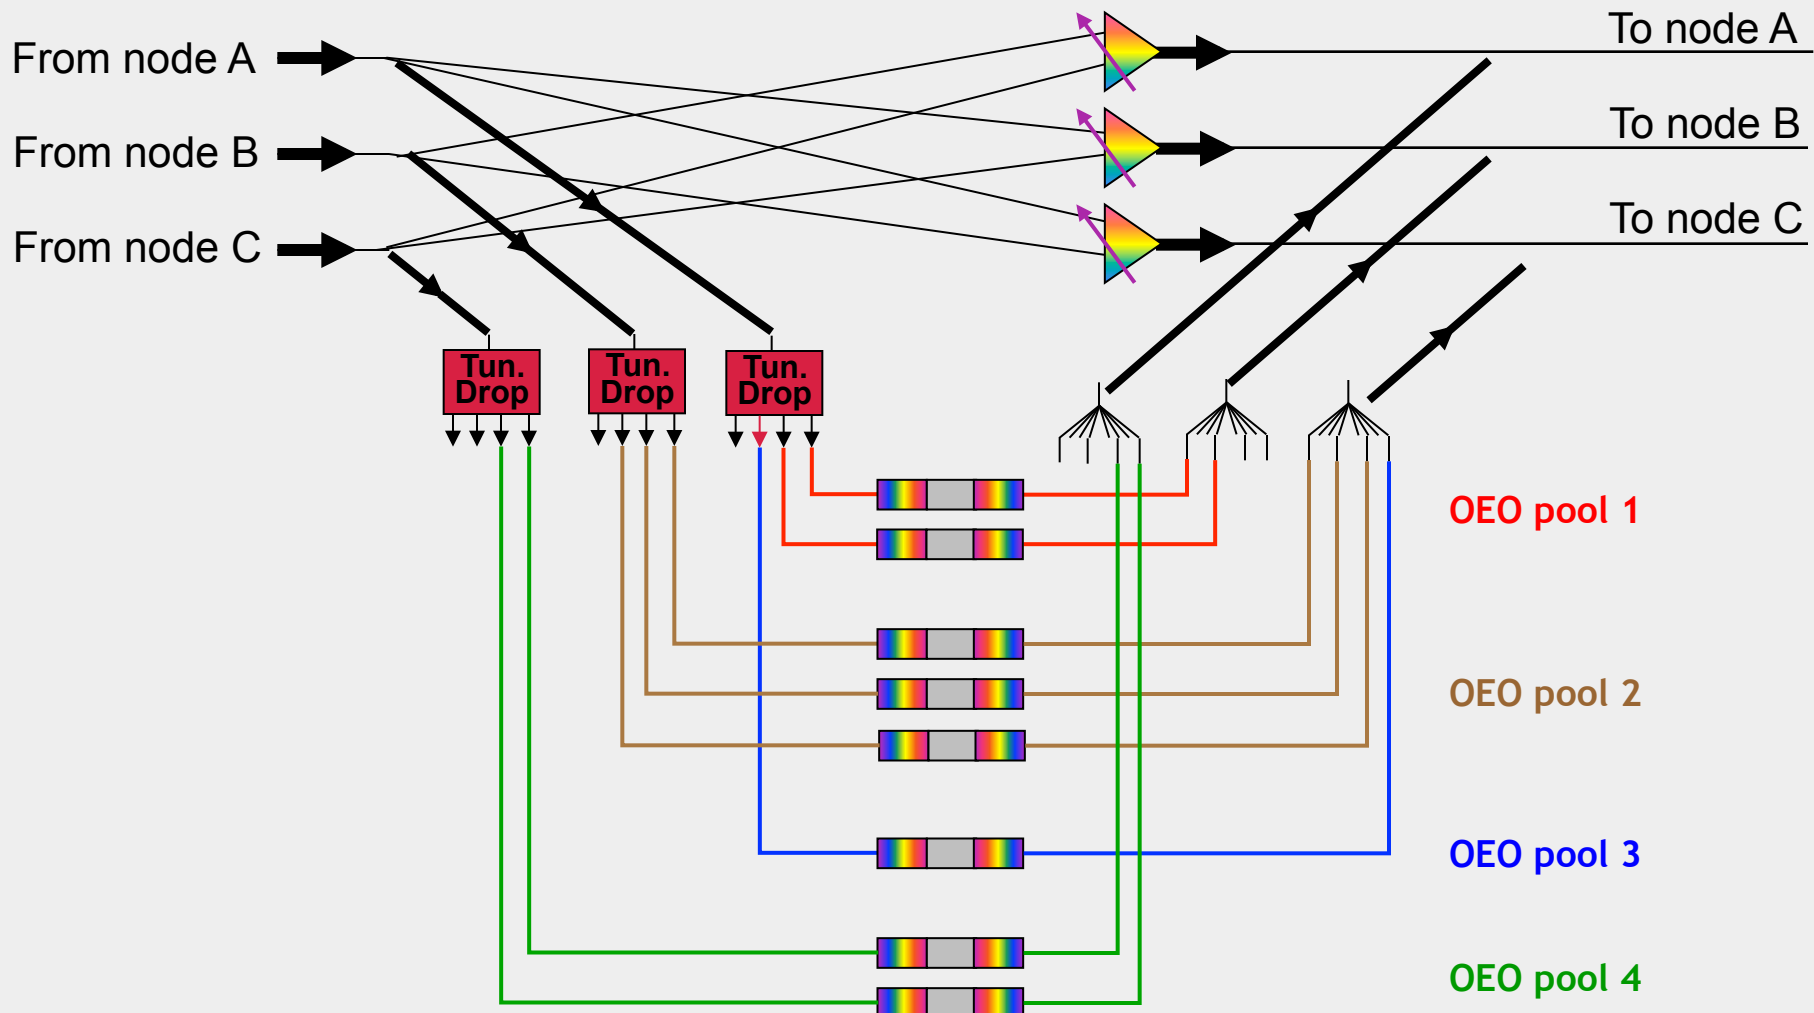 From node A
From node B
From node C
To node A
To node B
To node C
Tun.
Drop
Tun.
Drop
Tun.
Drop
OEO pool 1
OEO pool 2
OEO pool 3
OEO pool 4